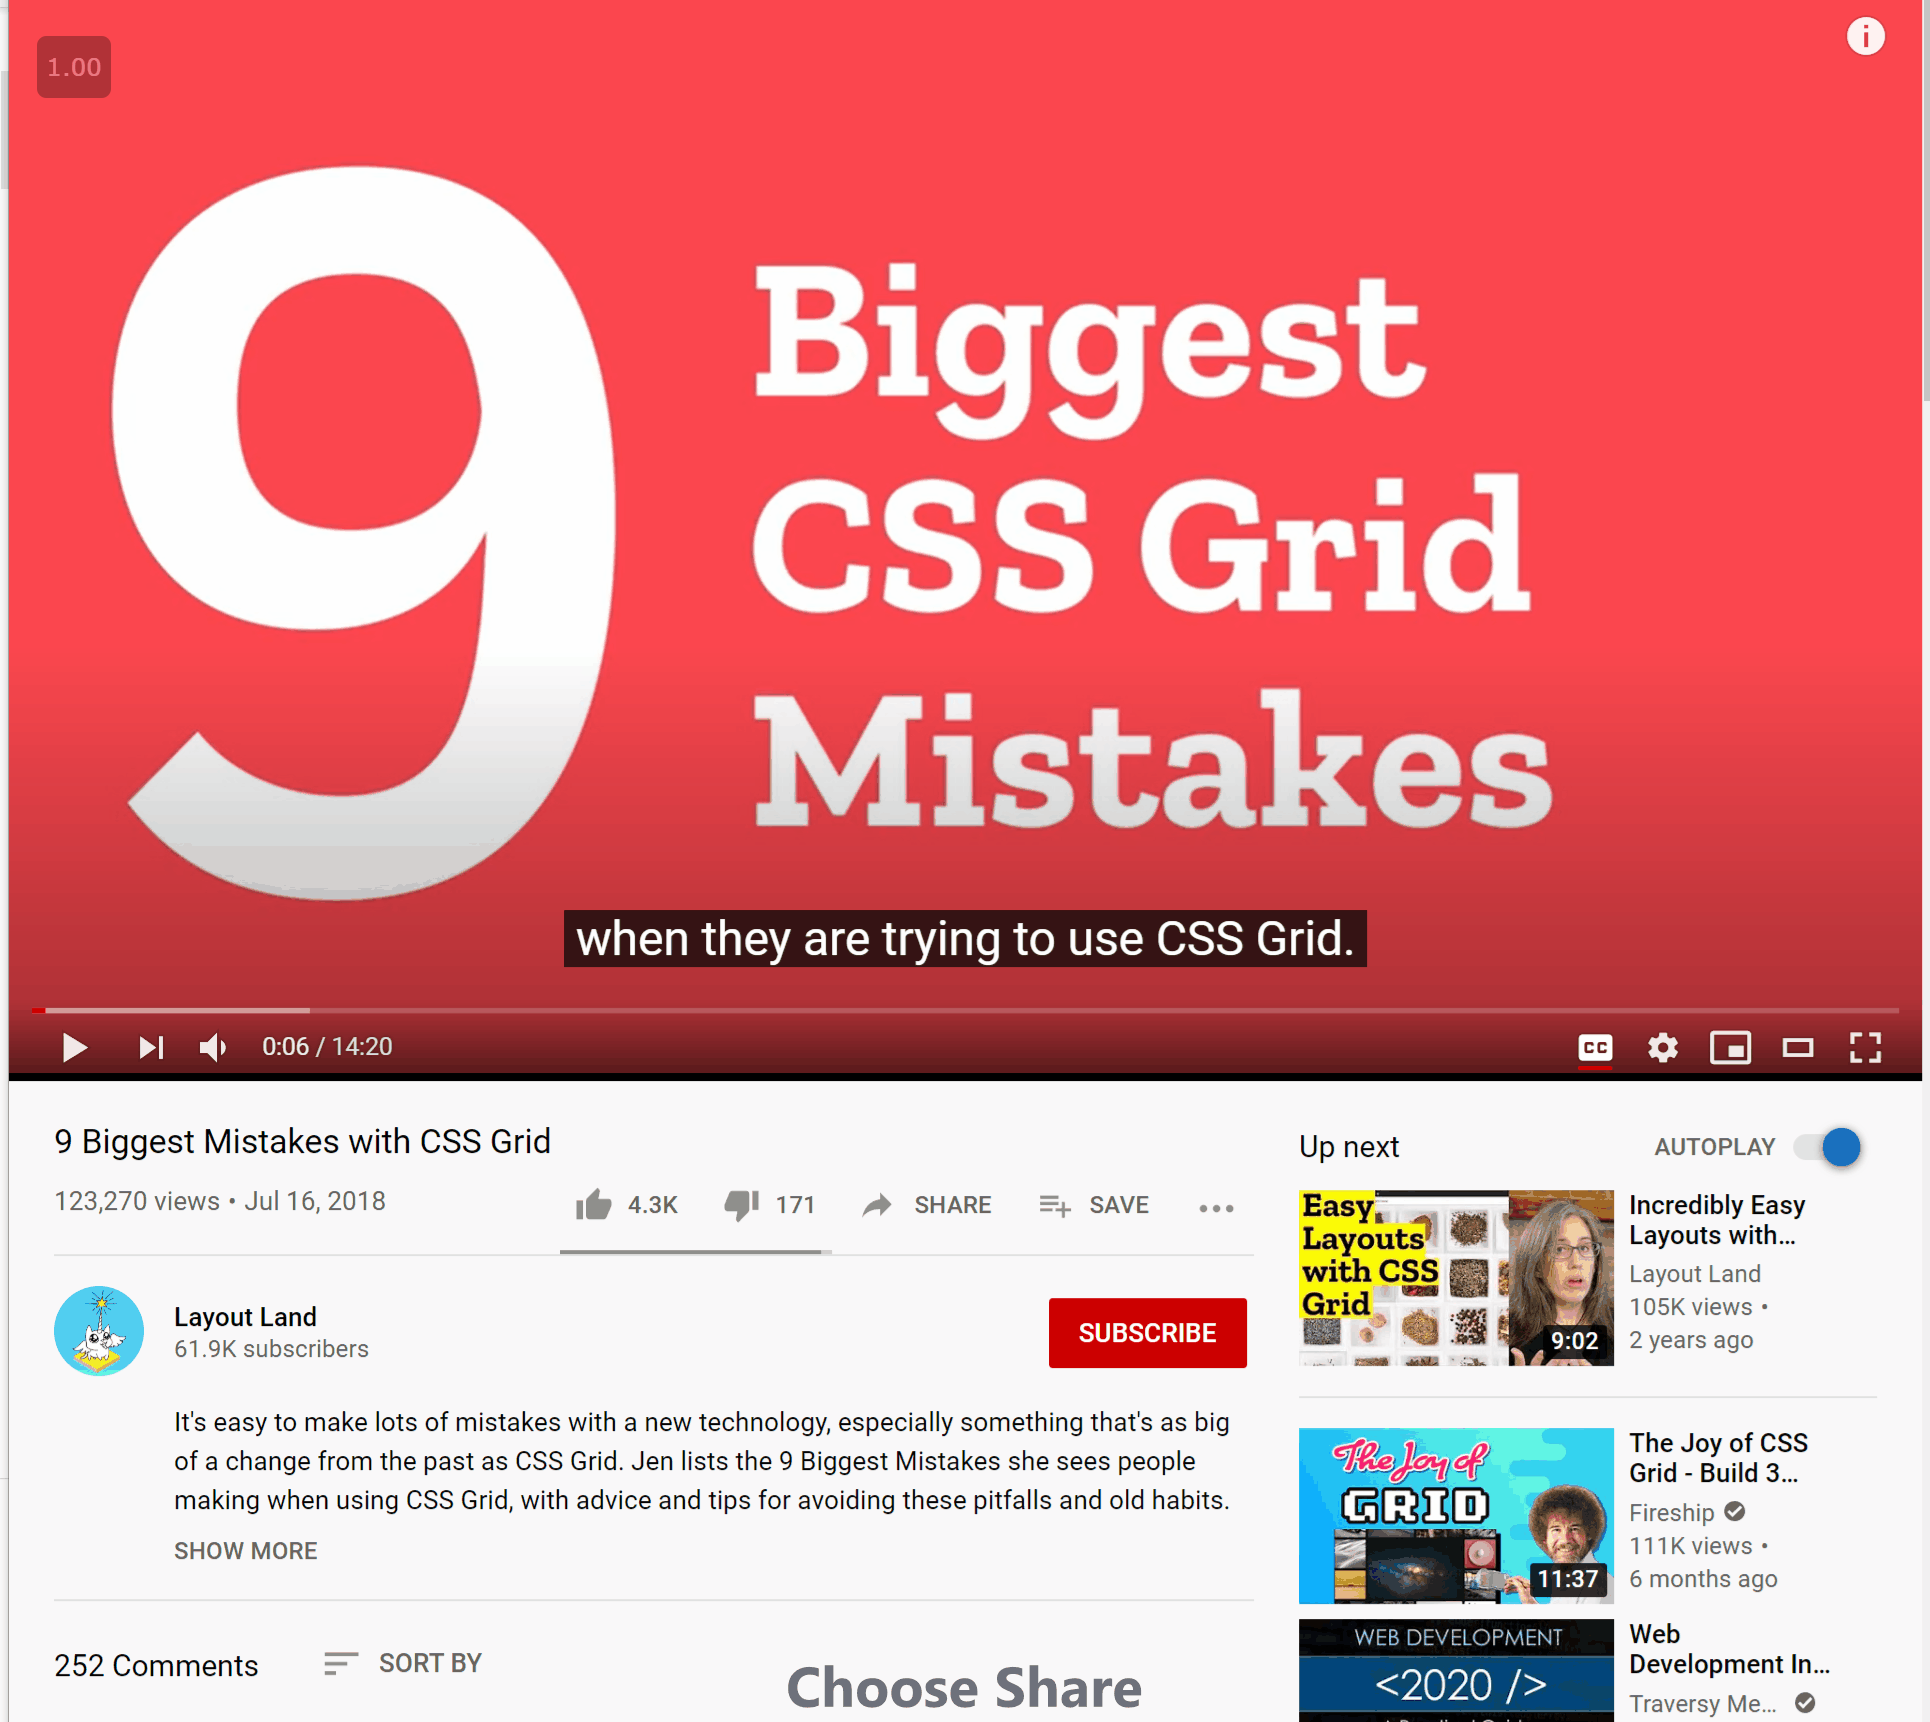 1.00
i
9
Biggest
CSS Grid
Mistakes
when they are trying to use CSS Grid.
0:06 / 14:20
CC
9 Biggest Mistakes with CSS Grid
123,270 views • Jul 16, 2018
4.3K
171
SHARE
SAVE
Layout Land
61.9K subscribers
SUBSCRIBE
It's easy to make lots of mistakes with a new technology, especially something that's as big
of a change from the past as CSS Grid. Jen lists the 9 Biggest Mistakes she sees people
making when using CSS Grid, with advice and tips for avoiding these pitfalls and old habits.
SHOW MORE
252 Comments
SORT BY
Choose Share
Up next
AUTOPLAY
Easy
Layouts
with CSS
Grid
9:02
Incredibly Easy
Layouts with...
Layout Land
105K views •
2 years ago
The Joy of
GRID
11:37
The Joy of CSS
Grid - Build 3...
Fireship
111K views •
6 months ago
WEB DEVELOPMENT
<2020 />
Web
Development In...
Traversy Me...